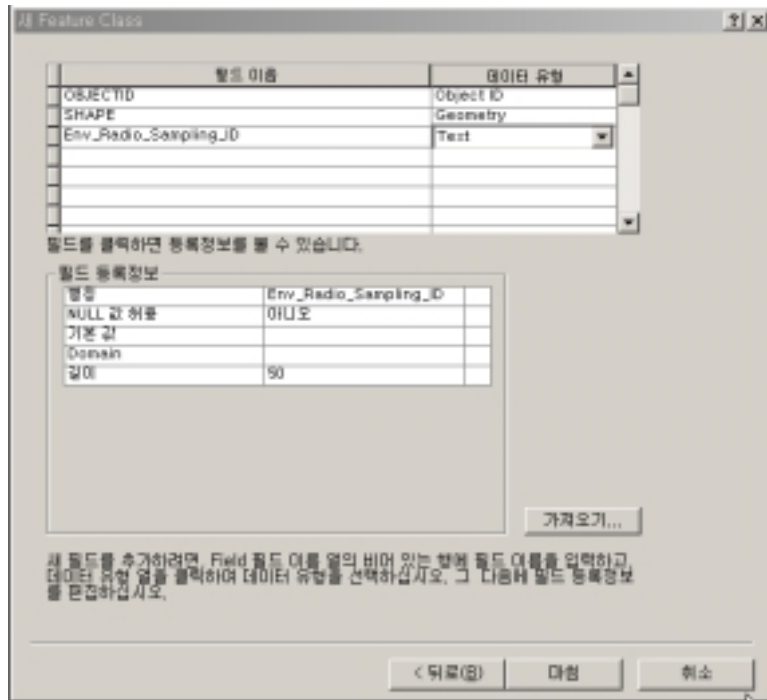 새 Feature Class
필드 이름 데이터 유형
OBJECTID Object ID
SHAPE Geometry
Env_Radio_Sampling_ID Text
필드를 클릭하면 등록정보를 볼 수 있습니다.
필드 등록정보
별칭 Env_Radio_Sampling_ID
NULL 값 허용 아니오
기본 값
Domain
길이 50
가져오기...
새 필드를 추가하려면, Field 필드 이름 열의 비어 있는 행에 필드 이름을 입력하고,
데이터 유형 열을 클릭하여 데이터 유형을 선택하십시오. 그 다음에 필드 등록정보
를 편집하십시오.
< 뒤로(B) 마침 취소